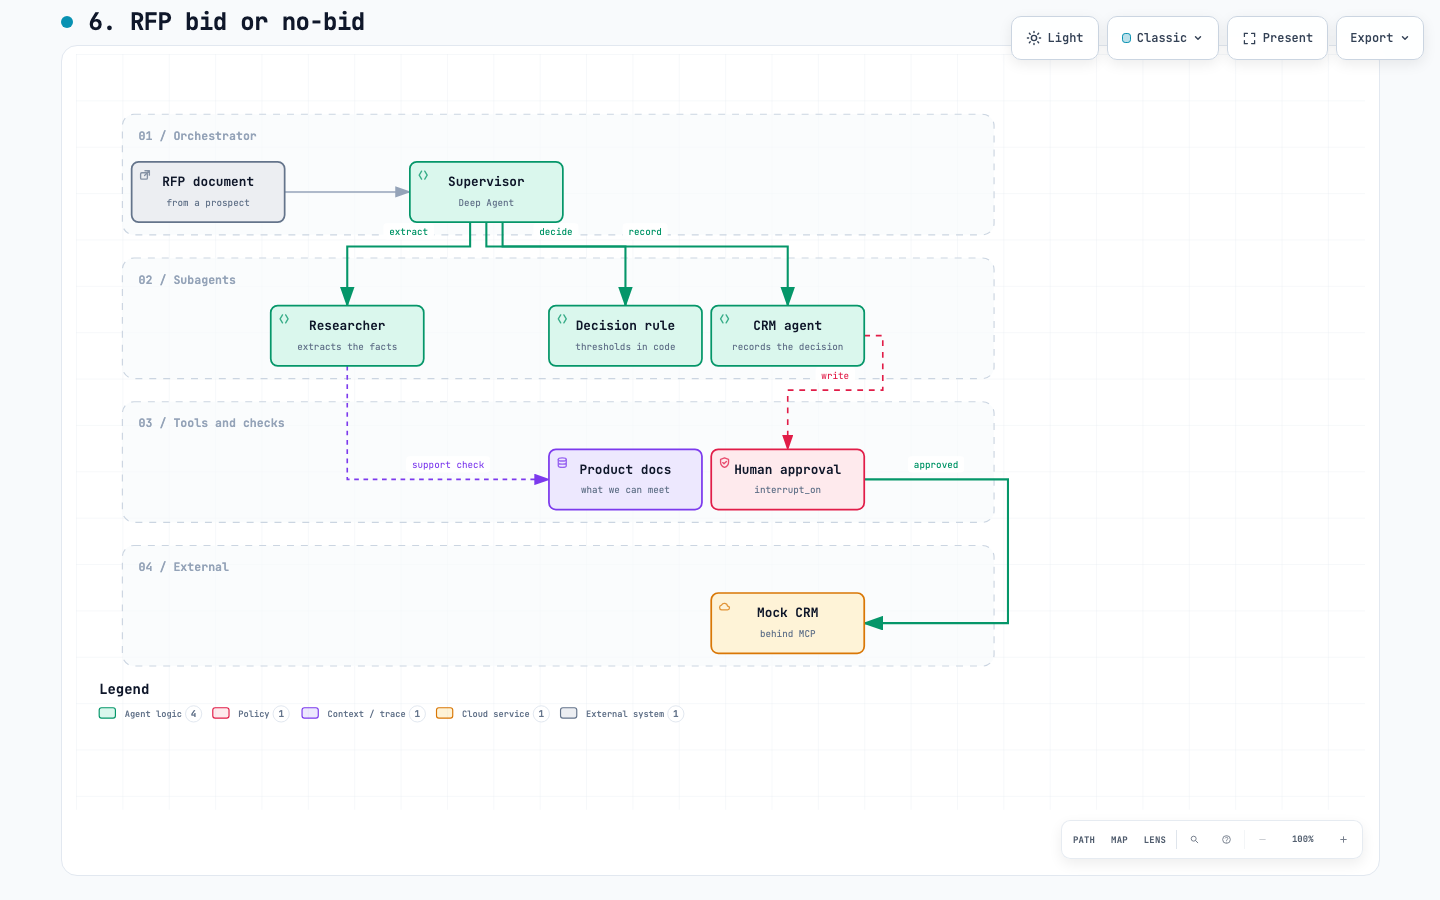 6. RFP bid or no-bid
Light
Classic
Present
Export
01 / Orchestrator
RFP document
from a prospect
Supervisor
Deep Agent
extract
decide
record
02 / Subagents
Researcher
extracts the facts
Decision rule
thresholds in code
CRM agent
records the decision
write
03 / Tools and checks
support check
Product docs
what we can meet
Human approval
interrupt_on
approved
04 / External
Mock CRM
behind MCP
Legend
Agent logic 4
Policy 1
Context / trace 1
Cloud service 1
External system 1
PATH
MAP
LENS
100%